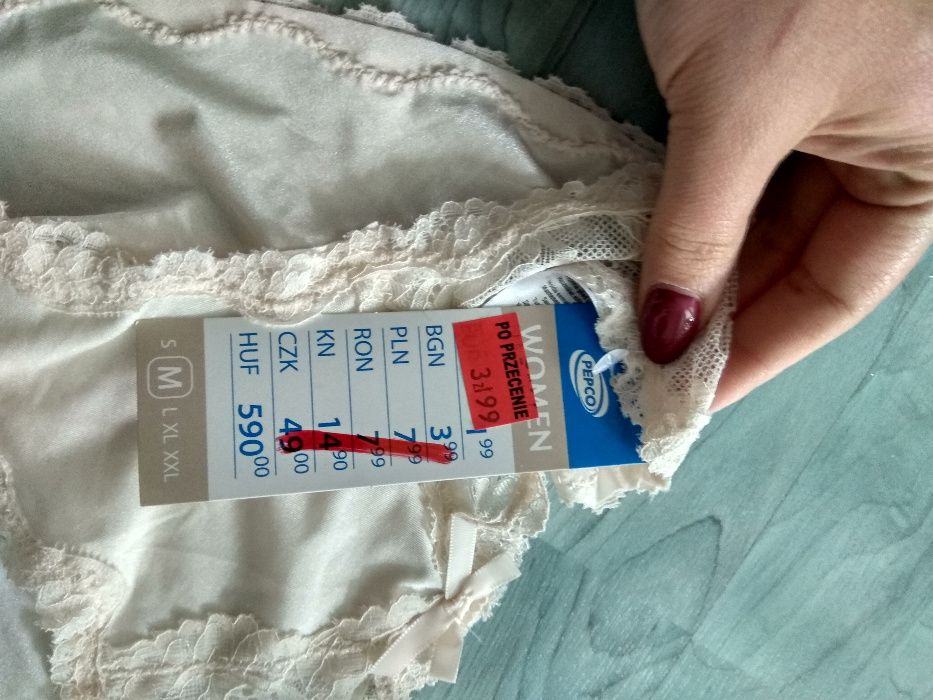 PEPCO
WOMEN
PO PRZECENIE
3zł99
BGN 3 99
PLN 7 99
RON 7 99
KN 14 90
CZK 49 00
HUF 590 00
S M L XL XXL